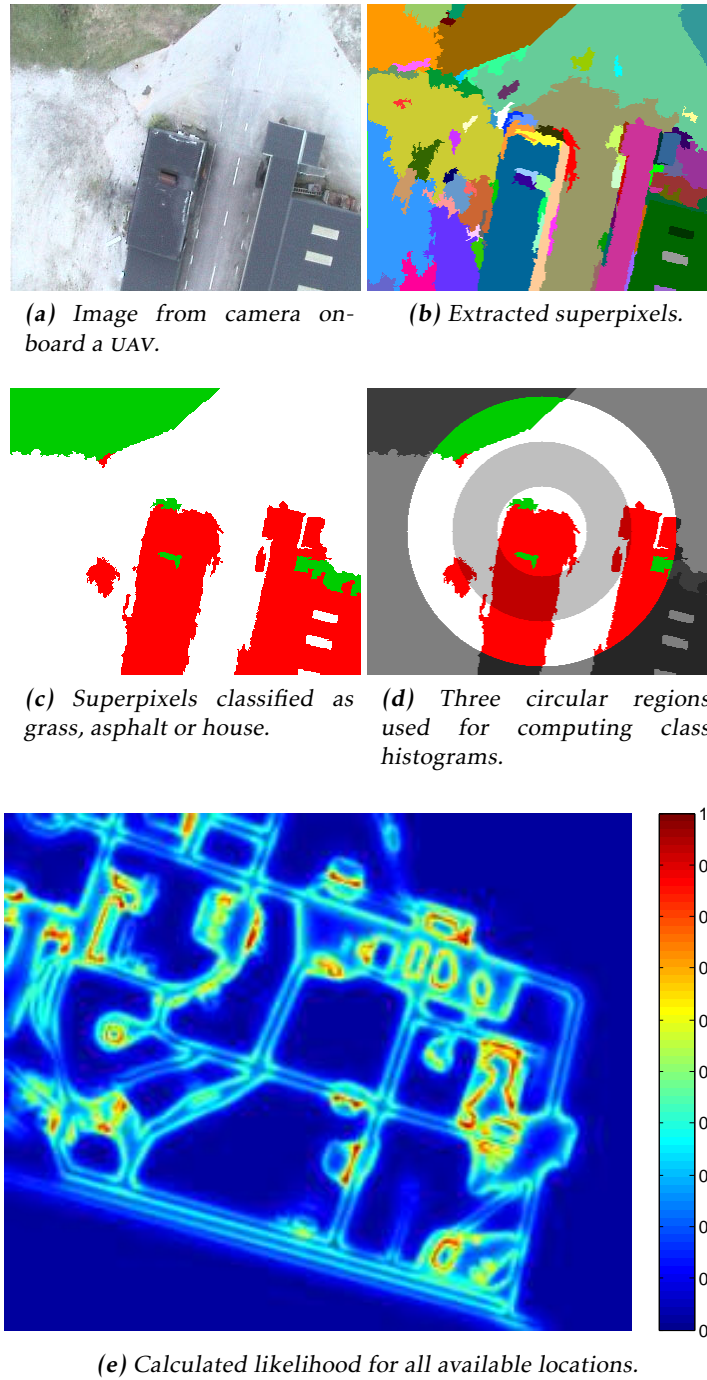 (a) Image from camera on-
board a UAV.
(b) Extracted superpixels.
(c) Superpixels classified as
grass, asphalt or house.
(d) Three circular regions
used for computing class
histograms.
1
0
0
0
0
0
0
0
0
0
0
(e) Calculated likelihood for all available locations.